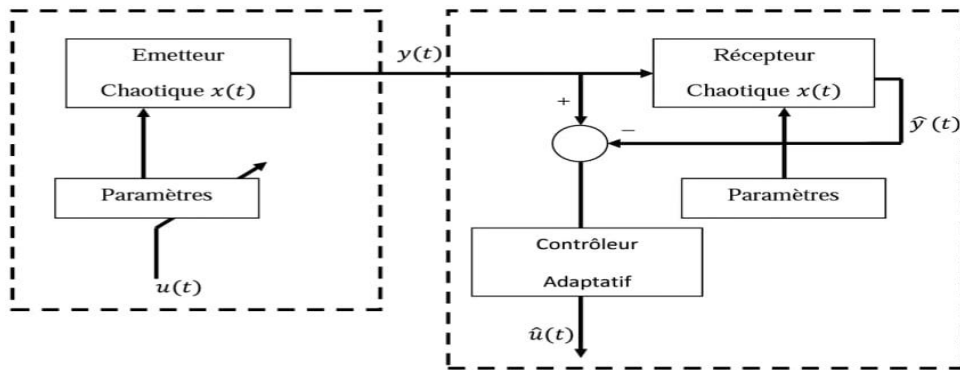 Emetteur
Chaotique x(t)
Paramètres
u(t)
y(t)
+
−
Récepteur
Chaotique x(t)
ŷ (t)
Paramètres
Contrôleur
Adaptatif
û(t)